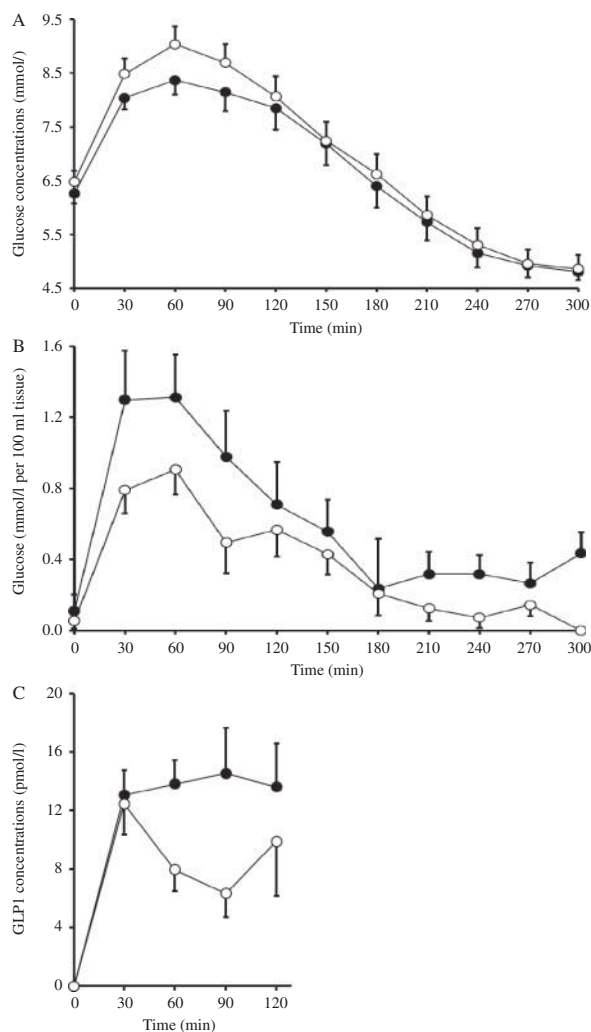 A
Glucose concentrations (mmol/)
9.5
8.5
7.5
6.5
5.5
4.5
0 30 60 90 120 150 180 210 240 270 300
Time (min)
B
Glucose (mmol/l per 100 ml tissue)
1.6
1.2
0.8
0.4
0.0
0 30 60 90 120 150 180 210 240 270 300
Time (min)
C
GLP1 concentrations (pmol/l)
20
16
12
8
4
0
0 30 60 90 120
Time (min)